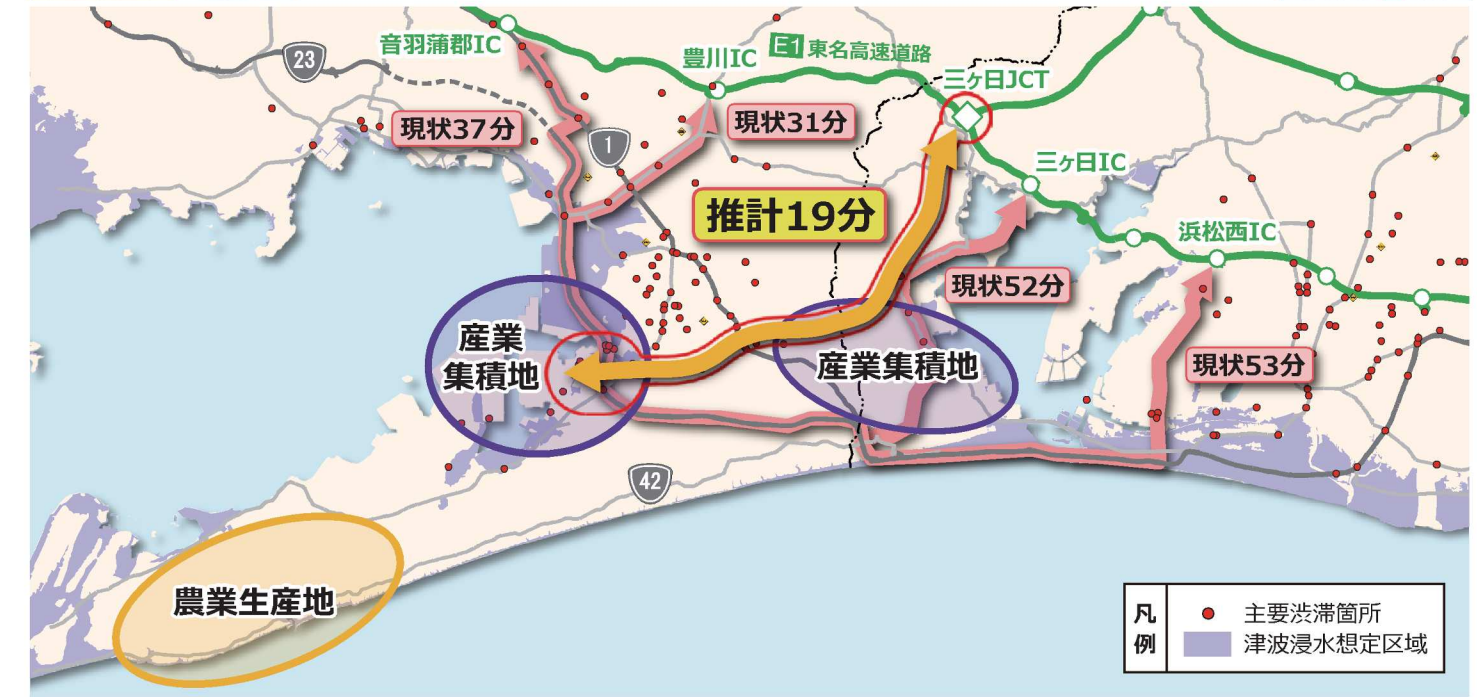 音羽蒲郡IC
23
豊川IC
E1 東名高速道路
三ヶ日JCT
現状37分
現状31分
1
三ヶ日IC
推計19分
浜松西IC
現状52分
産業
集積地
産業集積地
現状53分
42
農業生産地
凡
例
主要渋滞箇所
津波浸水想定区域